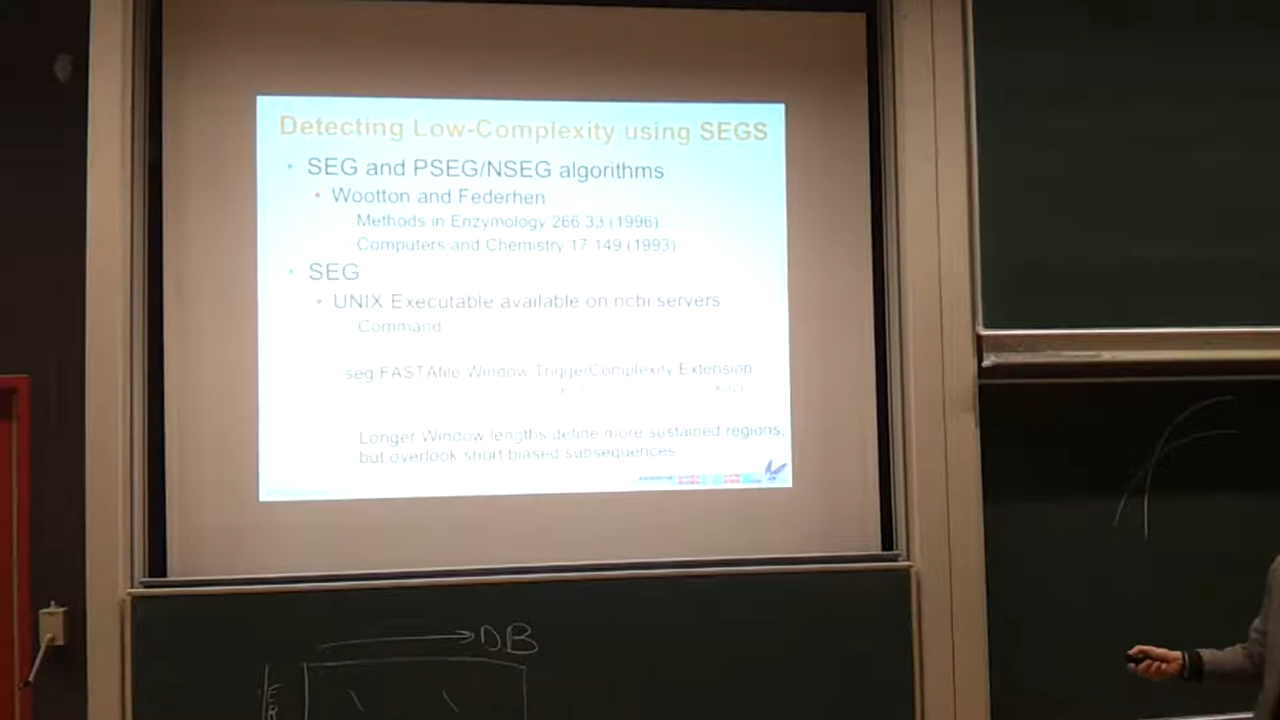 Detecting Low-Complexity using SEGS
SEG and PSEG/NSEG algorithms
Wootton and Federhen
Methods in Enzymology 266 33 (1996)
Computers and Chemistry 17 149 (1993)
SEG
UNIX Executable available on ncbi servers
Command
seg FASTAfile Window TriggerComplexity Extension
Longer Window lengths define more sustained regions,
but overlook short biased subsequences
DB